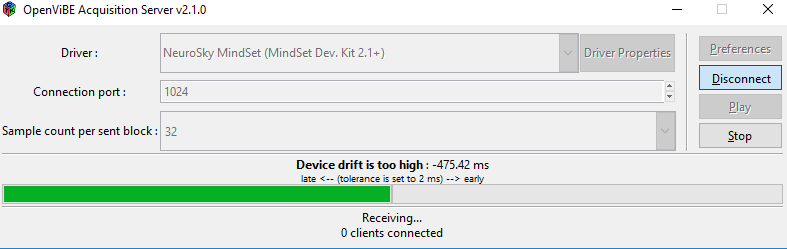 OpenViBE Acquisition Server v2.1.0
Driver : NeuroSky MindSet (MindSet Dev. Kit 2.1+) Driver Properties Preferences
Disconnect
Connection port : 1024
Play
Sample count per sent block : 32 Stop
Device drift is too high : -475.42 ms
late <-- (tolerance is set to 2 ms) --> early
Receiving...
0 clients connected